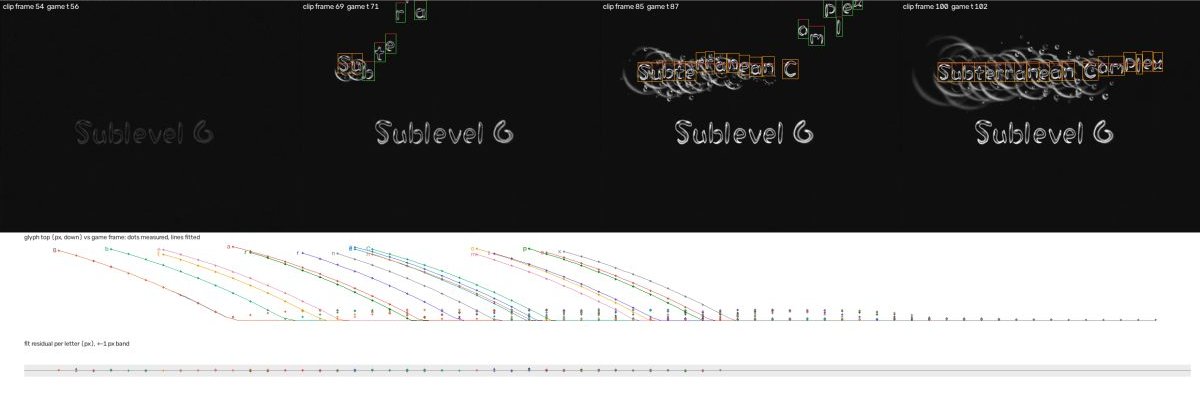 clip frame 54 game t 56
clip frame 69 game t 71
clip frame 85 game t 87
clip frame 100 game t 102
Sublevel 6
Sub
t e
r a
Sublevel 6
Subterranean C
o m
p l e x
Sublevel 6
Subterranean Complex
Sublevel 6
glyph top (px, down) vs game frame: dots measured, lines fitted
fit residual per letter (px), +-1 px band